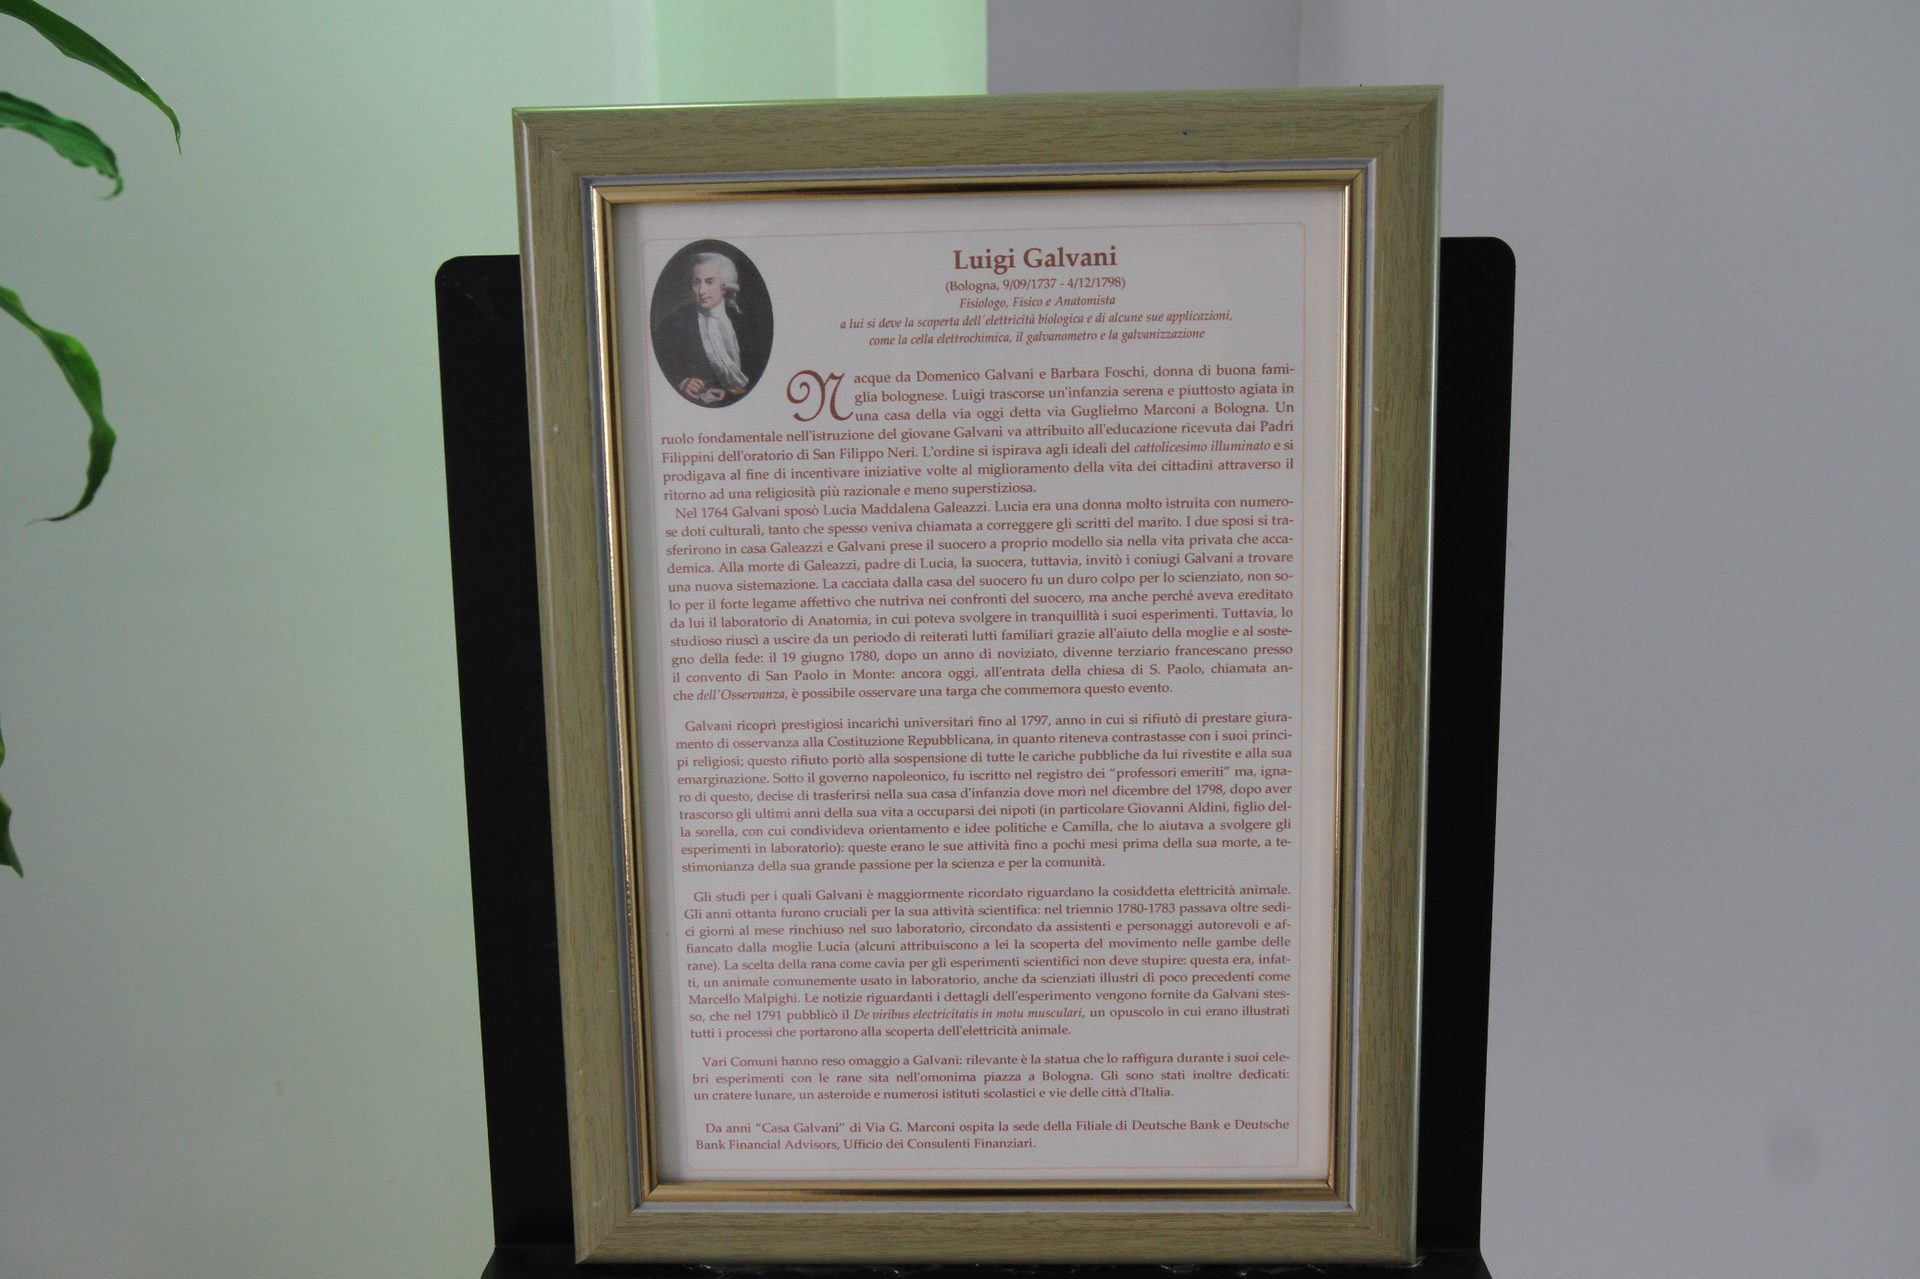 Luigi Galvani
(Bologna, 9/09/1737 - 4/12/1798)
Fisiologo, Fisico e Anatomista
a lui si deve la scoperta dell'elettricità biologica e di alcune sue applicazioni,
come la cella elettrochimica, il galvanometro e la galvanizzazione
Nacque da Domenico Galvani e Barbara Foschi, donna di buona fami-
glia bolognese. Luigi trascorse un'infanzia serena e piuttosto agiata in
una casa della via oggi detta via Guglielmo Marconi a Bologna. Un
ruolo fondamentale nell'istruzione del giovane Galvani va attribuito all'educazione ricevuta dai Padri
Filippini dell'oratorio di San Filippo Neri. L'ordine si ispirava agli ideali del cattolicesimo illuminato e si
prodigava al fine di incentivare iniziative volte al miglioramento della vita dei cittadini attraverso il
ritorno ad una religiosità più razionale e meno superstiziosa.
Nel 1764 Galvani sposò Lucia Maddalena Galeazzi. Lucia era una donna molto istruita con numero-
se doti culturali, tanto che spesso veniva chiamata a correggere gli scritti del marito. I due sposi si tra-
sferirono in casa Galeazzi e Galvani prese il suocero a proprio modello sia nella vita privata che acca-
demica. Alla morte di Galeazzi, padre di Lucia, la suocera, tuttavia, invitò i coniugi Galvani a trovare
una nuova sistemazione. La cacciata dalla casa del suocero fu un duro colpo per lo scienziato, non so-
lo per il forte legame affettivo che nutriva nei confronti del suocero, ma anche perché aveva ereditato
da lui il laboratorio di Anatomia, in cui poteva svolgere in tranquillità i suoi esperimenti. Tuttavia, lo
studioso riuscì a uscire da un periodo di reiterati lutti familiari grazie all'aiuto della moglie e al soste-
gno della fede: il 19 giugno 1780, dopo un anno di noviziato, divenne terziario francescano presso
il convento di San Paolo in Monte: ancora oggi, all'entrata della chiesa di S. Paolo, chiamata an-
che dell'Osservanza, è possibile osservare una targa che commemora questo evento.
Galvani ricoprì prestigiosi incarichi universitari fino al 1797, anno in cui si rifiutò di prestare giura-
mento di osservanza alla Costituzione Repubblicana, in quanto riteneva contrastasse con i suoi princi-
pi religiosi; questo rifiuto portò alla sospensione di tutte le cariche pubbliche da lui rivestite e alla sua
emarginazione. Sotto il governo napoleonico, fu iscritto nel registro dei “professori emeriti” ma, igna-
ro di questo, decise di trasferirsi nella sua casa d'infanzia dove morì nel dicembre del 1798, dopo aver
trascorso gli ultimi anni della sua vita a occuparsi dei nipoti (in particolare Giovanni Aldini, figlio del-
la sorella, con cui condivideva orientamento e idee politiche e Camilla, che lo aiutava a svolgere gli
esperimenti in laboratorio): queste erano le sue attività fino a pochi mesi prima della sua morte, a te-
stimonianza della sua grande passione per la scienza e per la comunità.
Gli studi per i quali Galvani è maggiormente ricordato riguardano la cosiddetta elettricità animale.
Gli anni ottanta furono cruciali per la sua attività scientifica: nel triennio 1780-1783 passava oltre sedi-
ci giorni al mese rinchiuso nel suo laboratorio, circondato da assistenti e personaggi autorevoli e af-
fiancato dalla moglie Lucia (alcuni attribuiscono a lei la scoperta del movimento nelle gambe delle
rane). La scelta della rana come cavia per gli esperimenti scientifici non deve stupire: questa era, infat-
ti, un animale comunemente usato in laboratorio, anche da scienziati illustri di poco precedenti come
Marcello Malpighi. Le notizie riguardanti i dettagli dell'esperimento vengono fornite da Galvani stes-
so, che nel 1791 pubblicò il De viribus electricitatis in motu musculari, un opuscolo in cui erano illustrati
tutti i processi che portarono alla scoperta dell'elettricità animale.
Vari Comuni hanno reso omaggio a Galvani: rilevante è la statua che lo raffigura durante i suoi cele-
bri esperimenti con le rane sita nell'omonima piazza a Bologna. Gli sono stati inoltre dedicati:
un cratere lunare, un asteroide e numerosi istituti scolastici e vie delle città d'Italia.
Da anni “Casa Galvani” di Via G. Marconi ospita la sede della Filiale di Deutsche Bank e Deutsche
Bank Financial Advisors, Ufficio dei Consulenti Finanziari.